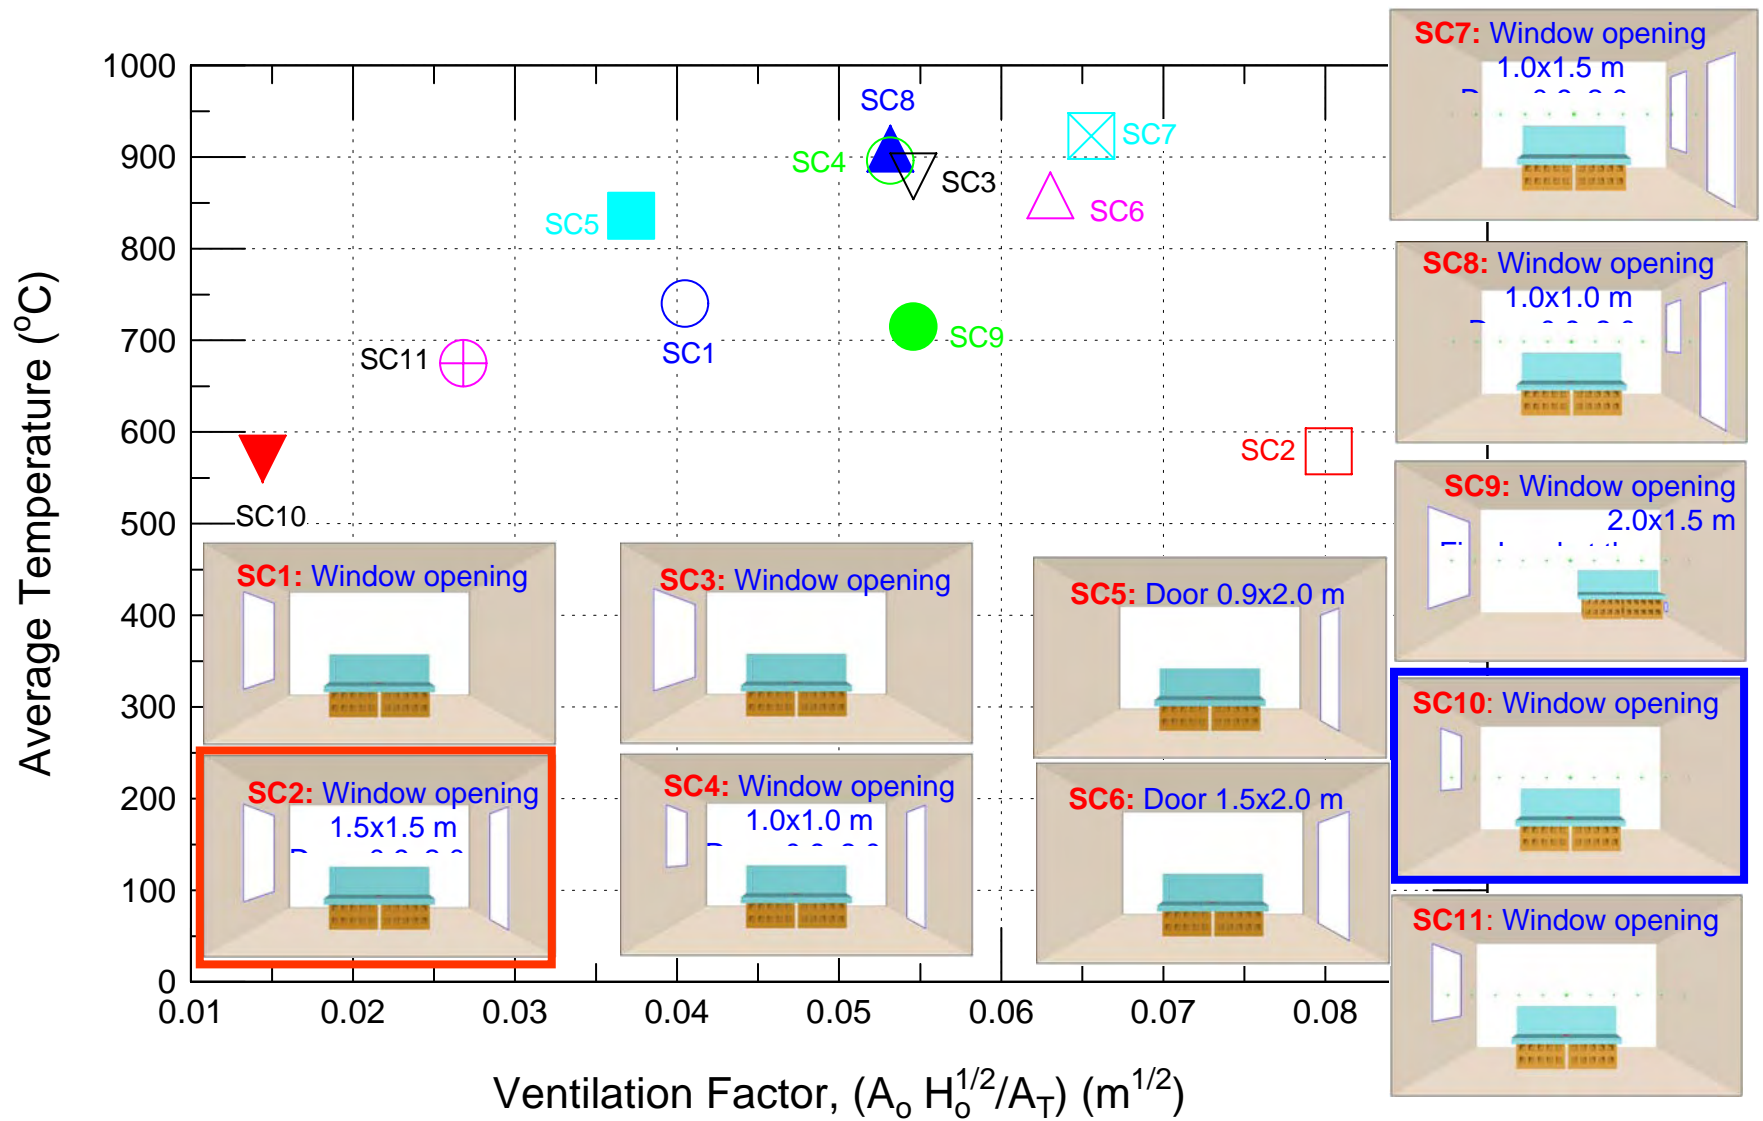 1000
900
800
700
600
500
400
300
200
100
0
Average Temperature (°C)
0.01
0.02
0.03
0.04
0.05
0.06
0.07
0.08
Ventilation Factor, (Ao Ho^1/2/AT) (m^1/2)
SC8
SC4
SC3
SC7
SC6
SC5
SC1
SC9
SC11
SC2
SC10
SC1: Window opening
SC2: Window opening
1.5x1.5 m
SC3: Window opening
SC4: Window opening
1.0x1.0 m
SC5: Door 0.9x2.0 m
SC6: Door 1.5x2.0 m
SC7: Window opening
1.0x1.5 m
SC8: Window opening
1.0x1.0 m
SC9: Window opening
2.0x1.5 m
SC10: Window opening
SC11: Window opening